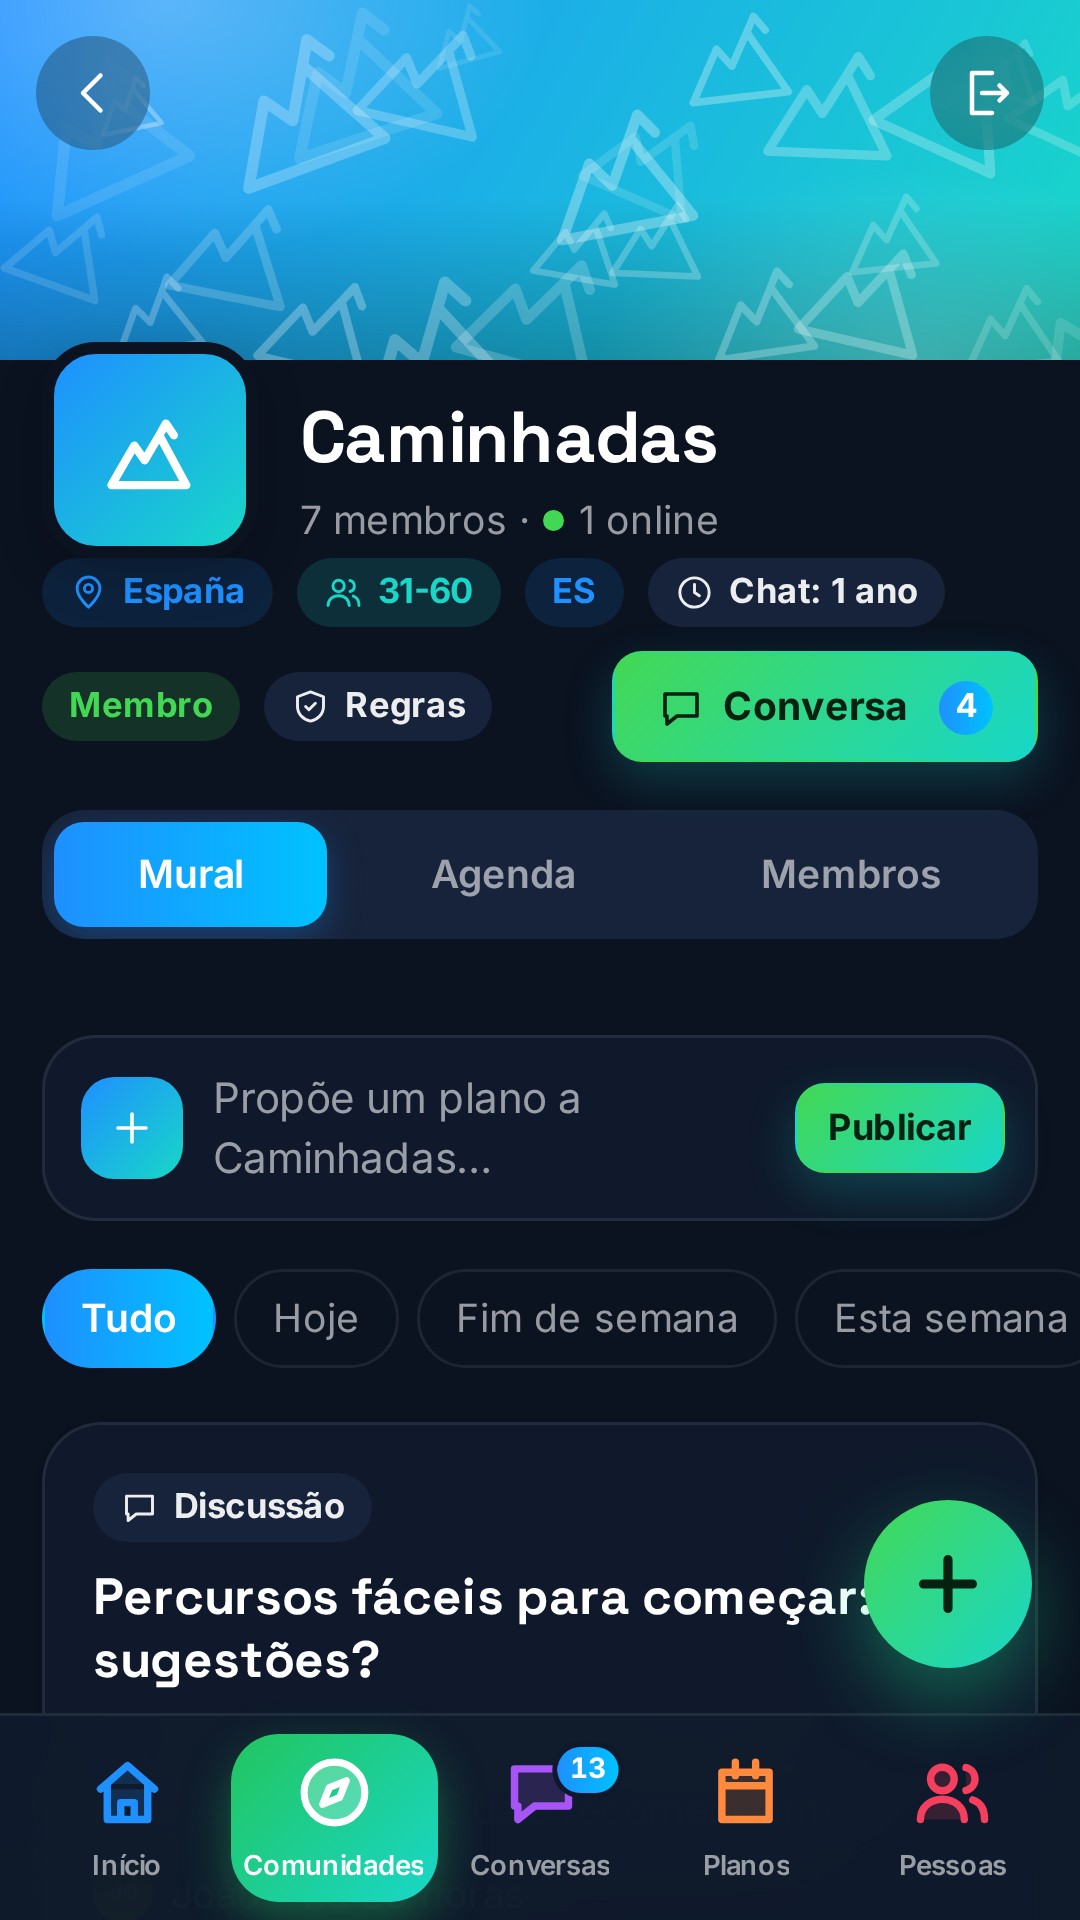 Caminhadas
7 membros · 1 online
España
31-60
ES
Chat: 1 ano
Membro
Regras
Conversa 4
Mural
Agenda
Membros
Propõe um plano a
Caminhadas...
Publicar
Tudo
Hoje
Fim de semana
Esta semana
Discussão
Percursos fáceis para começar:
sugestões?
13
Início
Comunidades
Conversas
Planos
Pessoas